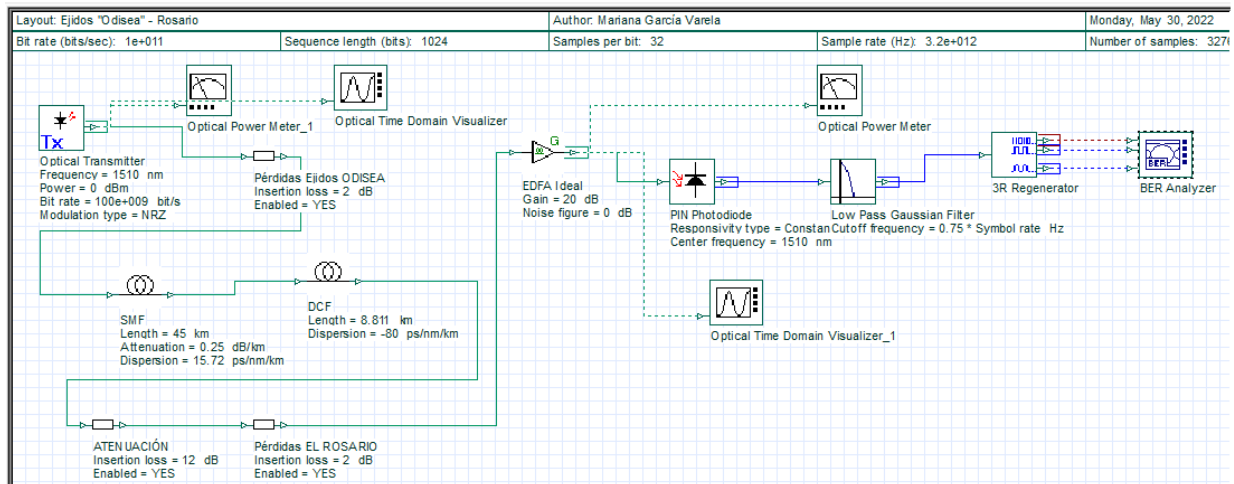 Layout: Ejidos "Odisea" - Rosario
Author: Mariana García Varela
Monday, May 30, 2022
Bit rate (bits/sec): 1e+011
Sequence length (bits): 1024
Samples per bit: 32
Sample rate (Hz): 3.2e+012
Number of samples: 3276
Tx
Optical Transmitter
Frequency = 1510 nm
Power = 0 dBm
Bit rate = 100e+009 bit/s
Modulation type = NRZ
Optical Power Meter_1
Optical Time Domain Visualizer
Pérdidas Ejidos ODISEA
Insertion loss = 2 dB
Enabled = YES
G
EDFA Ideal
Gain = 20 dB
Noise figure = 0 dB
Optical Power Meter
PIN Photodiode
Responsivity type = Constan
Center frequency = 1510 nm
Low Pass Gaussian Filter
Cutoff frequency = 0.75 * Symbol rate Hz
3R Regenerator
BER
BER Analyzer
SMF
Length = 45 km
Attenuation = 0.25 dB/km
Dispersion = 15.72 ps/nm/km
DCF
Length = 8.811 km
Dispersion = -80 ps/nm/km
Optical Time Domain Visualizer_1
ATENUACIÓN
Insertion loss = 12 dB
Enabled = YES
Pérdidas EL ROSARIO
Insertion loss = 2 dB
Enabled = YES